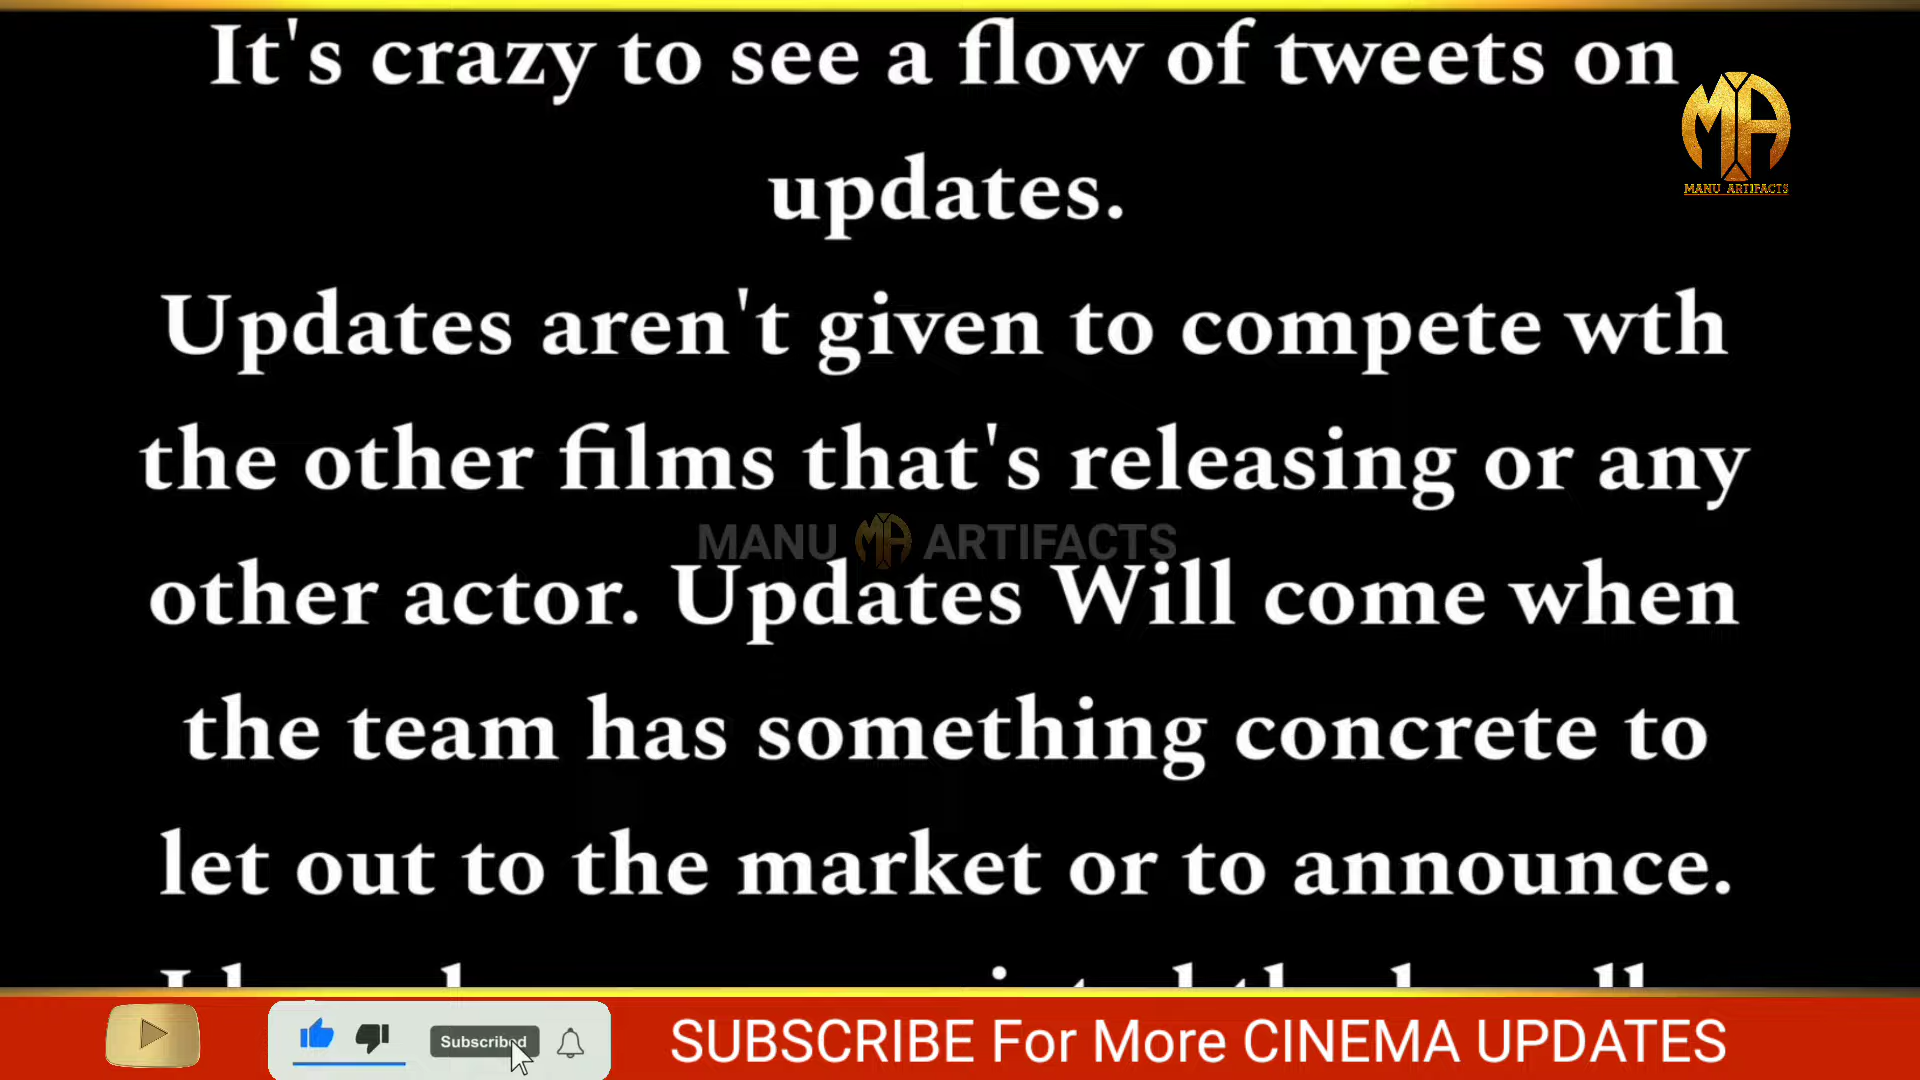 It's crazy to see a flow of tweets on
updates.
Updates aren't given to compete wth
the other films that's releasing or any
other actor. Updates Will come when
the team has something concrete to
let out to the market or to announce.
MA
MANU ARTIFACTS
MANU MA ARTIFACTS
Subscribed
SUBSCRIBE For More CINEMA UPDATES